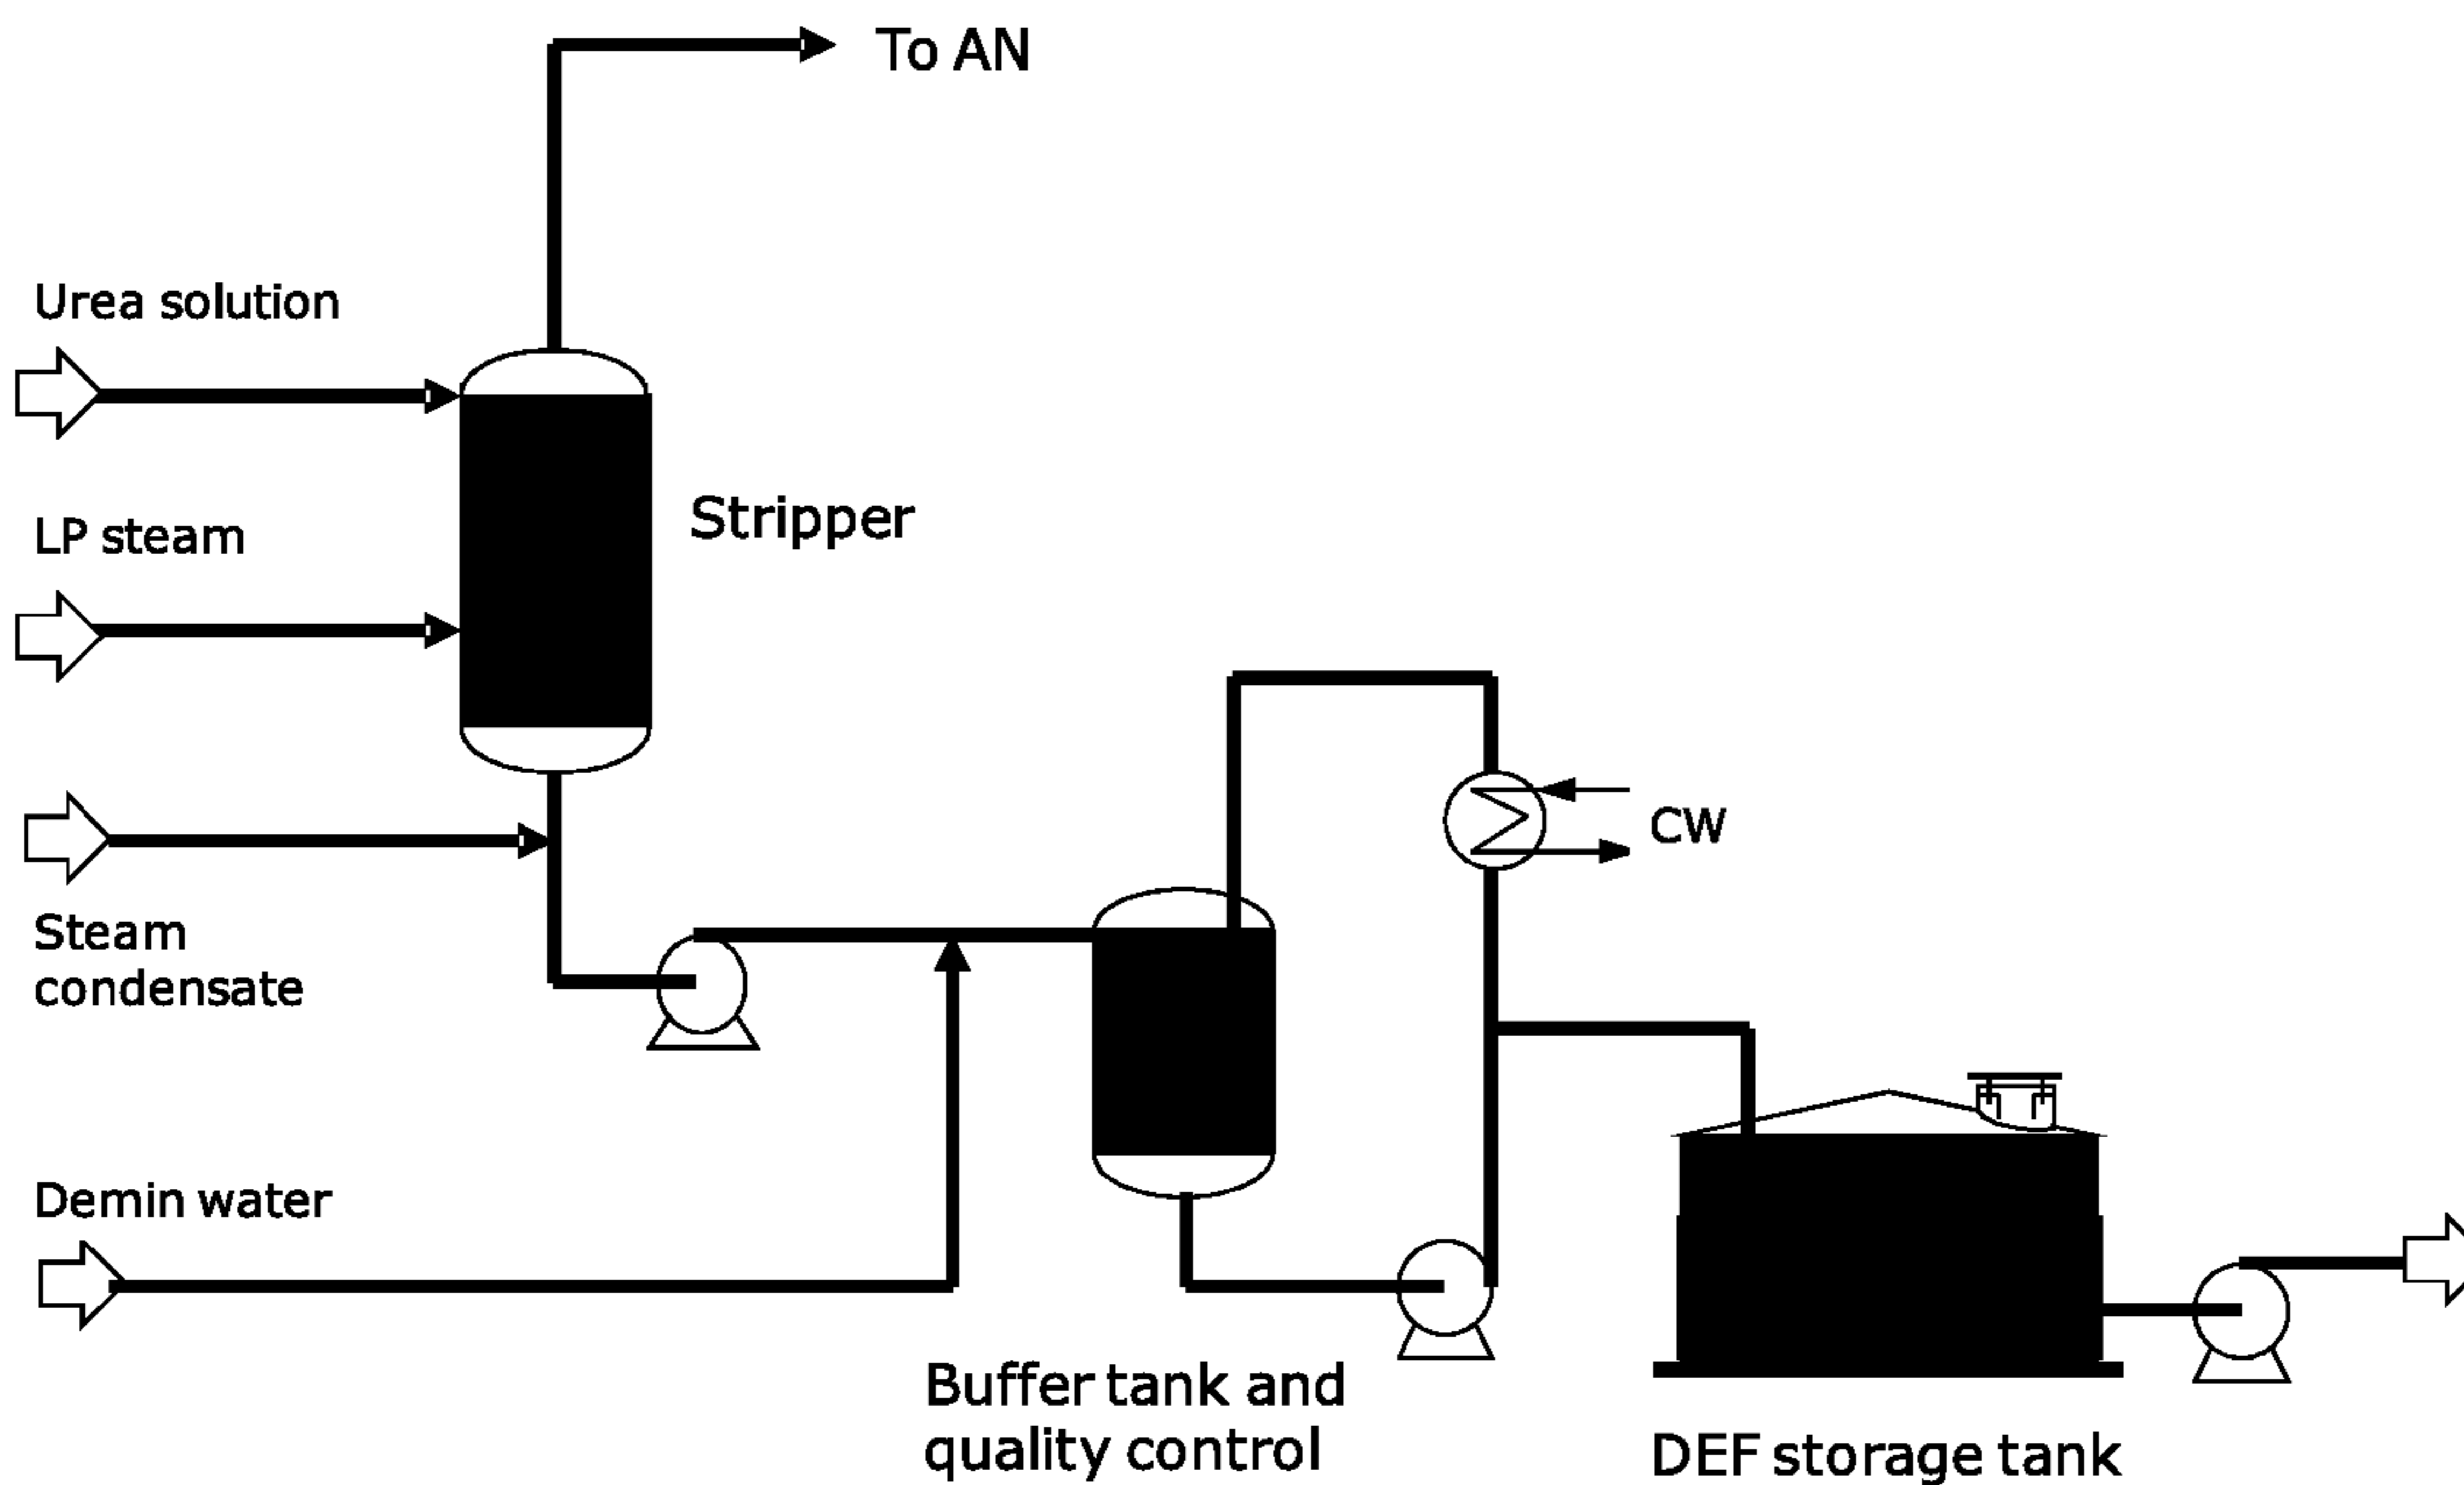 To AN
Urea solution
Stripper
LP steam
CW
Steam
condensate
Demin water
Buffer tank and
quality control
DEF storage tank